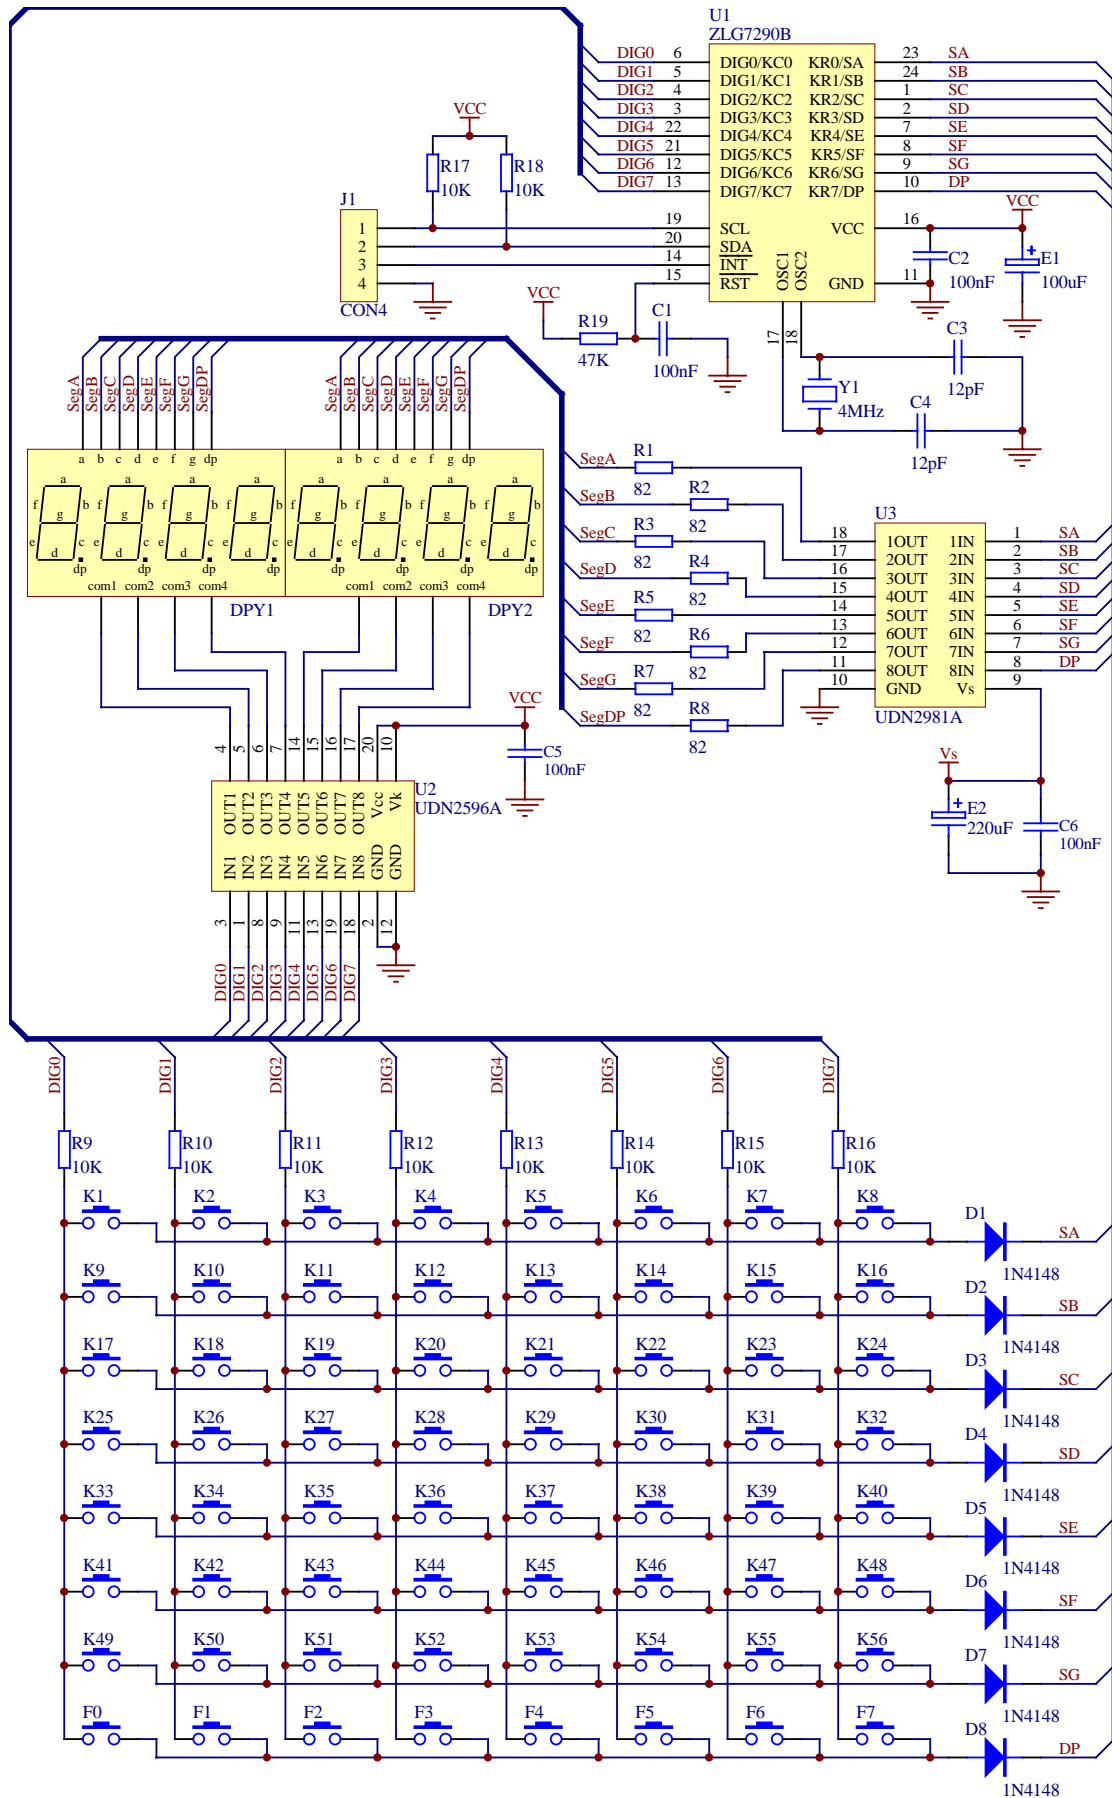 U1
ZLG7290B
DIG0 6 DIG0/KC0 KR0/SA 23 SA
DIG1 5 DIG1/KC1 KR1/SB 24 SB
DIG2 4 DIG2/KC2 KR2/SC 1 SC
DIG3 3 DIG3/KC3 KR3/SD 2 SD
DIG4 22 DIG4/KC4 KR4/SE 7 SE
DIG5 21 DIG5/KC5 KR5/SF 8 SF
DIG6 12 DIG6/KC6 KR6/SG 9 SG
DIG7 13 DIG7/KC7 KR7/DP 10 DP
VCC
R17 R18
10K 10K
J1
1 19 SCL VCC 16 VCC
2 20 SDA
3 14 INT
4 15 RST GND 11
CON4
OSC1 OSC2
17 18
C2
100nF
E1
100uF
VCC
R19
47K
C1
100nF
C3
12pF
Y1
4MHz
C4
12pF
SegA SegB SegC SegD SegE SegF SegG SegDP
SegA SegB SegC SegD SegE SegF SegG SegDP
a b c d e f g dp
a b c d e f g dp
a a a a a a a a
f b f b f b f b f b f b f b f b
g g g g g g g g
e c e c e c e c e c e c e c e c
d d d d d d d d
dp dp dp dp dp dp dp dp
com1 com2 com3 com4 com1 com2 com3 com4
DPY1 DPY2
SegA R1 82
SegB R2 82
SegC R3 82
SegD R4 82
SegE R5 82
SegF R6 82
SegG R7 82
SegDP R8 82
U3
18 1OUT 1IN 1 SA
17 2OUT 2IN 2 SB
16 3OUT 3IN 3 SC
15 4OUT 4IN 4 SD
14 5OUT 5IN 5 SE
13 6OUT 6IN 6 SF
12 7OUT 7IN 7 SG
11 8OUT 8IN 8 DP
10 GND Vs 9
UDN2981A
VCC
C5
100nF
4 5 6 7 14 15 16 17 20 10
OUT1 OUT2 OUT3 OUT4 OUT5 OUT6 OUT7 OUT8 Vcc Vk
U2
UDN2596A
IN1 IN2 IN3 IN4 IN5 IN6 IN7 IN8 GND GND
3 1 8 9 11 13 19 18 2 12
DIG0 DIG1 DIG2 DIG3 DIG4 DIG5 DIG6 DIG7
Vs
E2
220uF
C6
100nF
DIG0 DIG1 DIG2 DIG3 DIG4 DIG5 DIG6 DIG7
R9 R10 R11 R12 R13 R14 R15 R16
10K 10K 10K 10K 10K 10K 10K 10K
K1 K2 K3 K4 K5 K6 K7 K8
D1 SA
1N4148
K9 K10 K11 K12 K13 K14 K15 K16
D2 SB
1N4148
K17 K18 K19 K20 K21 K22 K23 K24
D3 SC
1N4148
K25 K26 K27 K28 K29 K30 K31 K32
D4 SD
1N4148
K33 K34 K35 K36 K37 K38 K39 K40
D5 SE
1N4148
K41 K42 K43 K44 K45 K46 K47 K48
D6 SF
1N4148
K49 K50 K51 K52 K53 K54 K55 K56
D7 SG
1N4148
F0 F1 F2 F3 F4 F5 F6 F7
D8 DP
1N4148